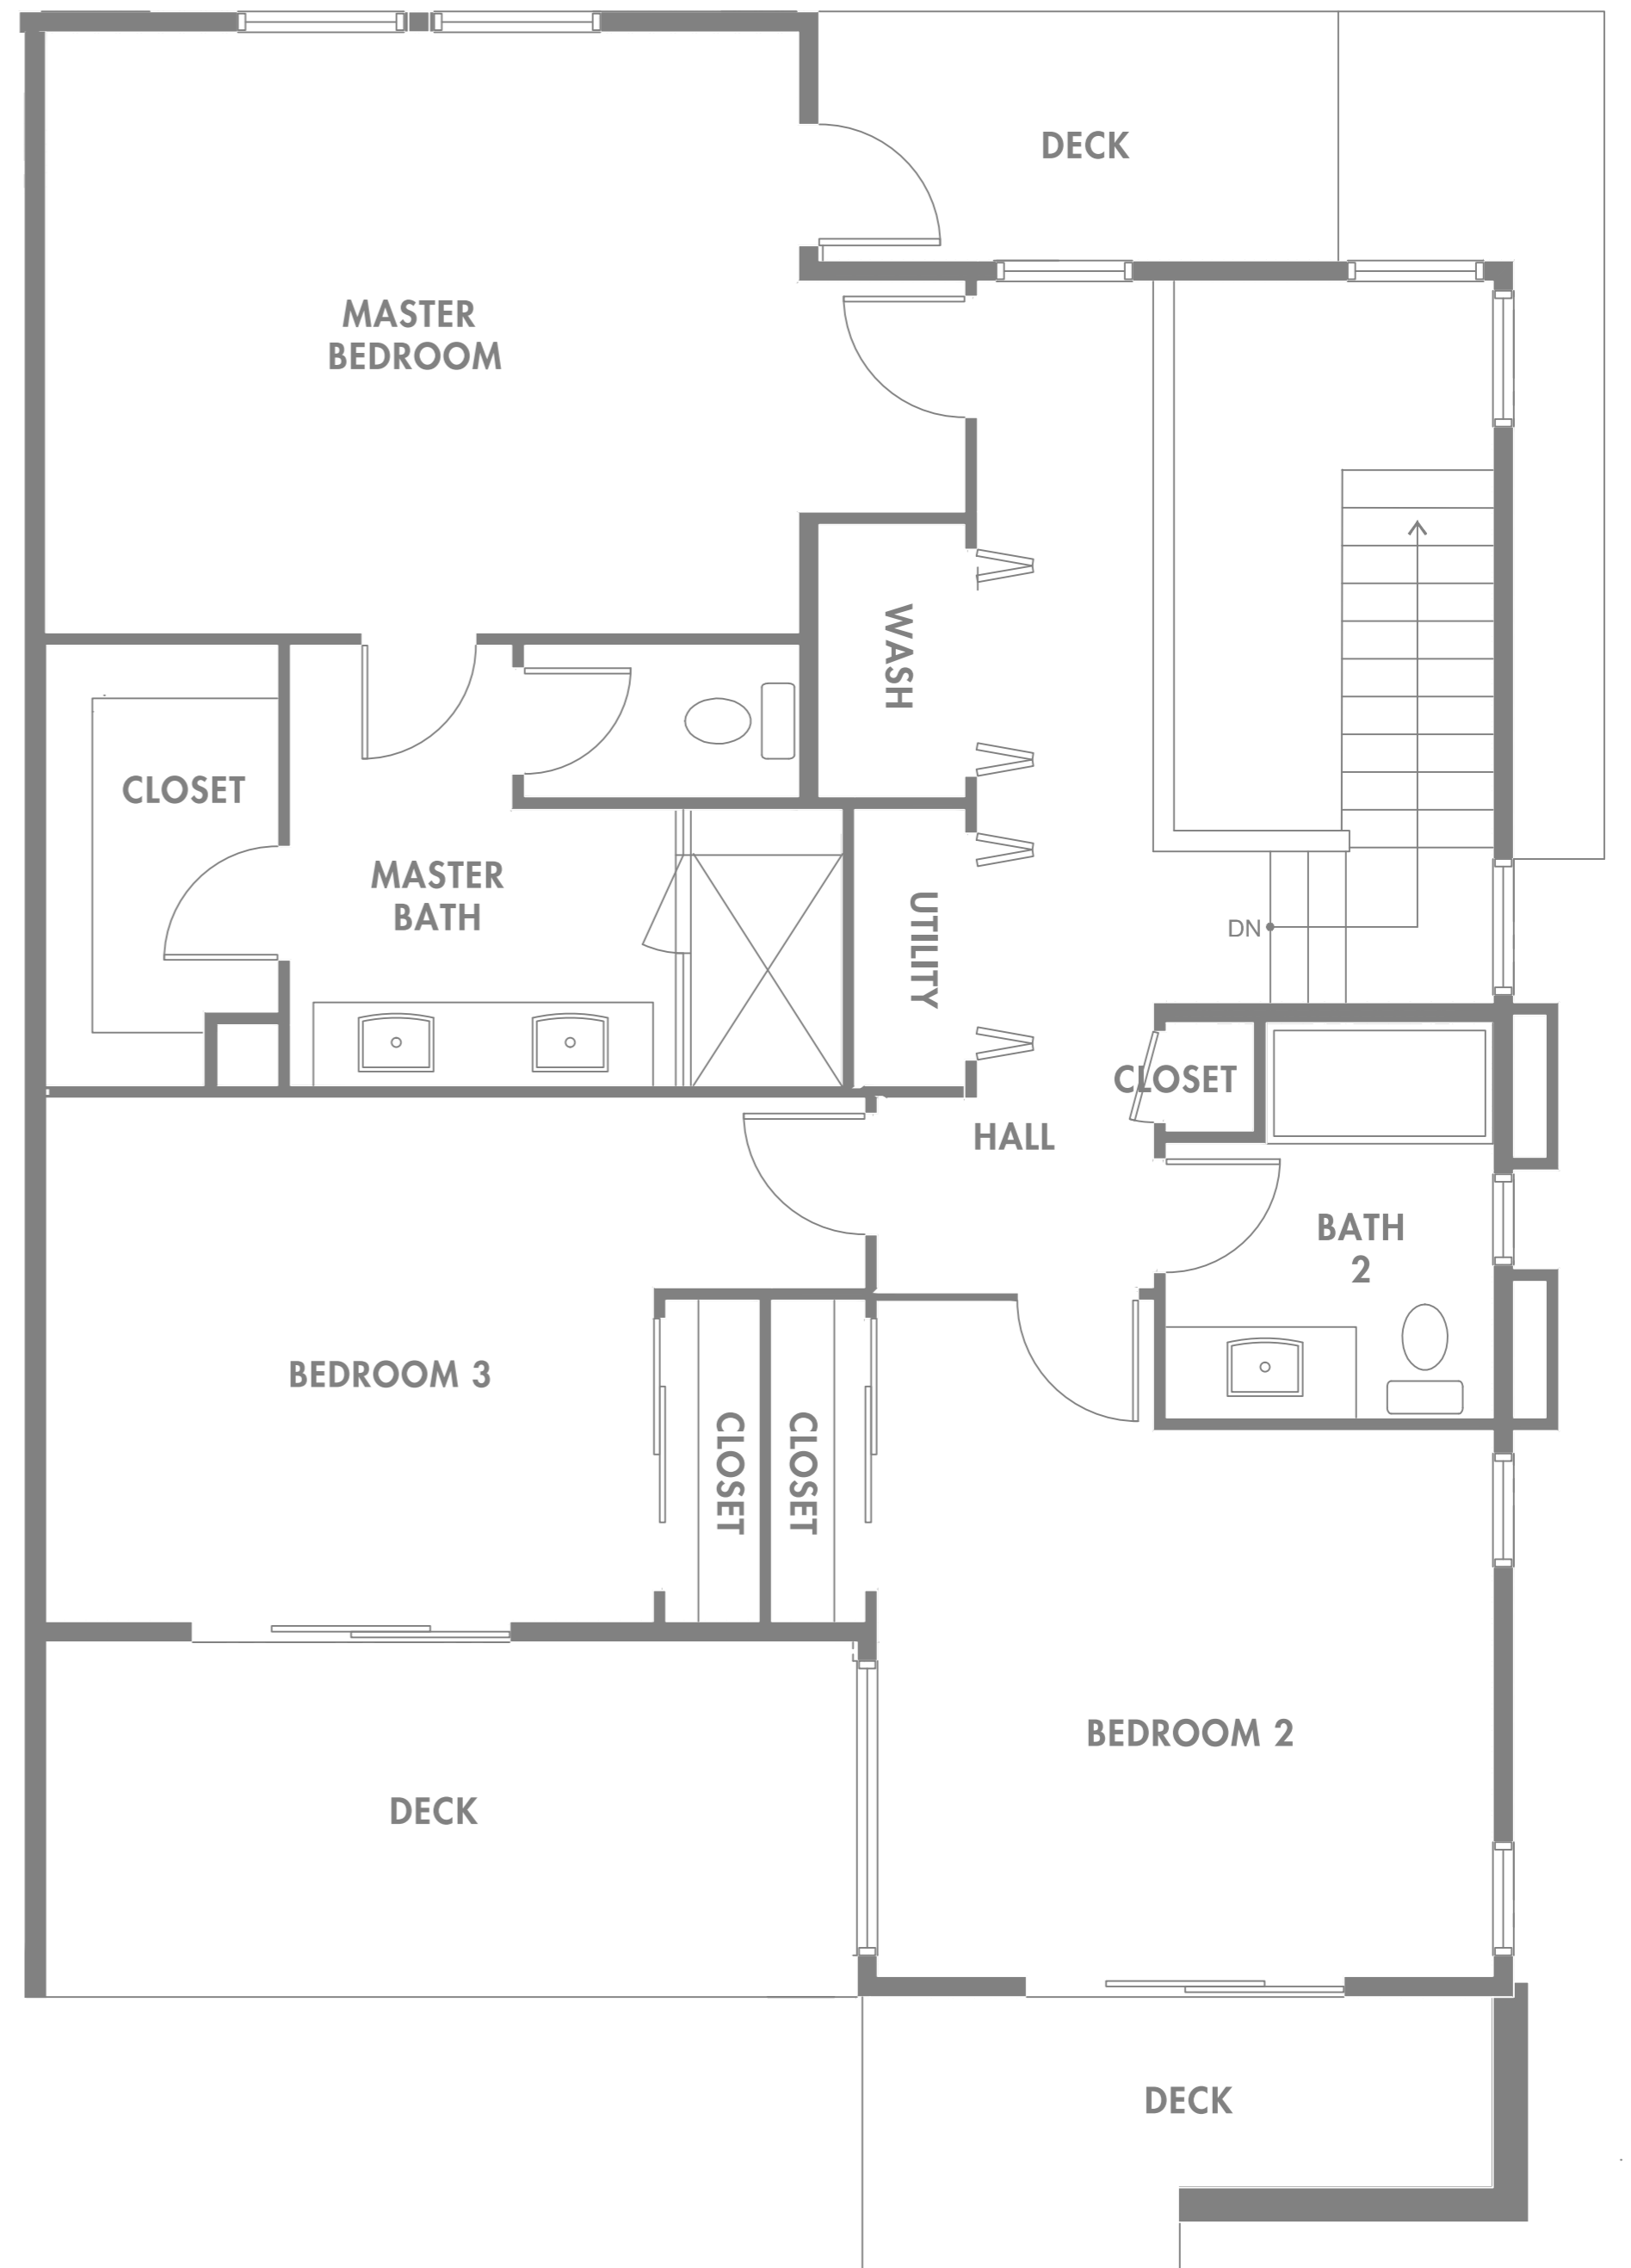 DECK
MASTER
BEDROOM
WASH
CLOSET
MASTER
BATH
UTILITY
DN
CLOSET
HALL
BATH
2
BEDROOM 3
CLOSET
CLOSET
BEDROOM 2
DECK
DECK